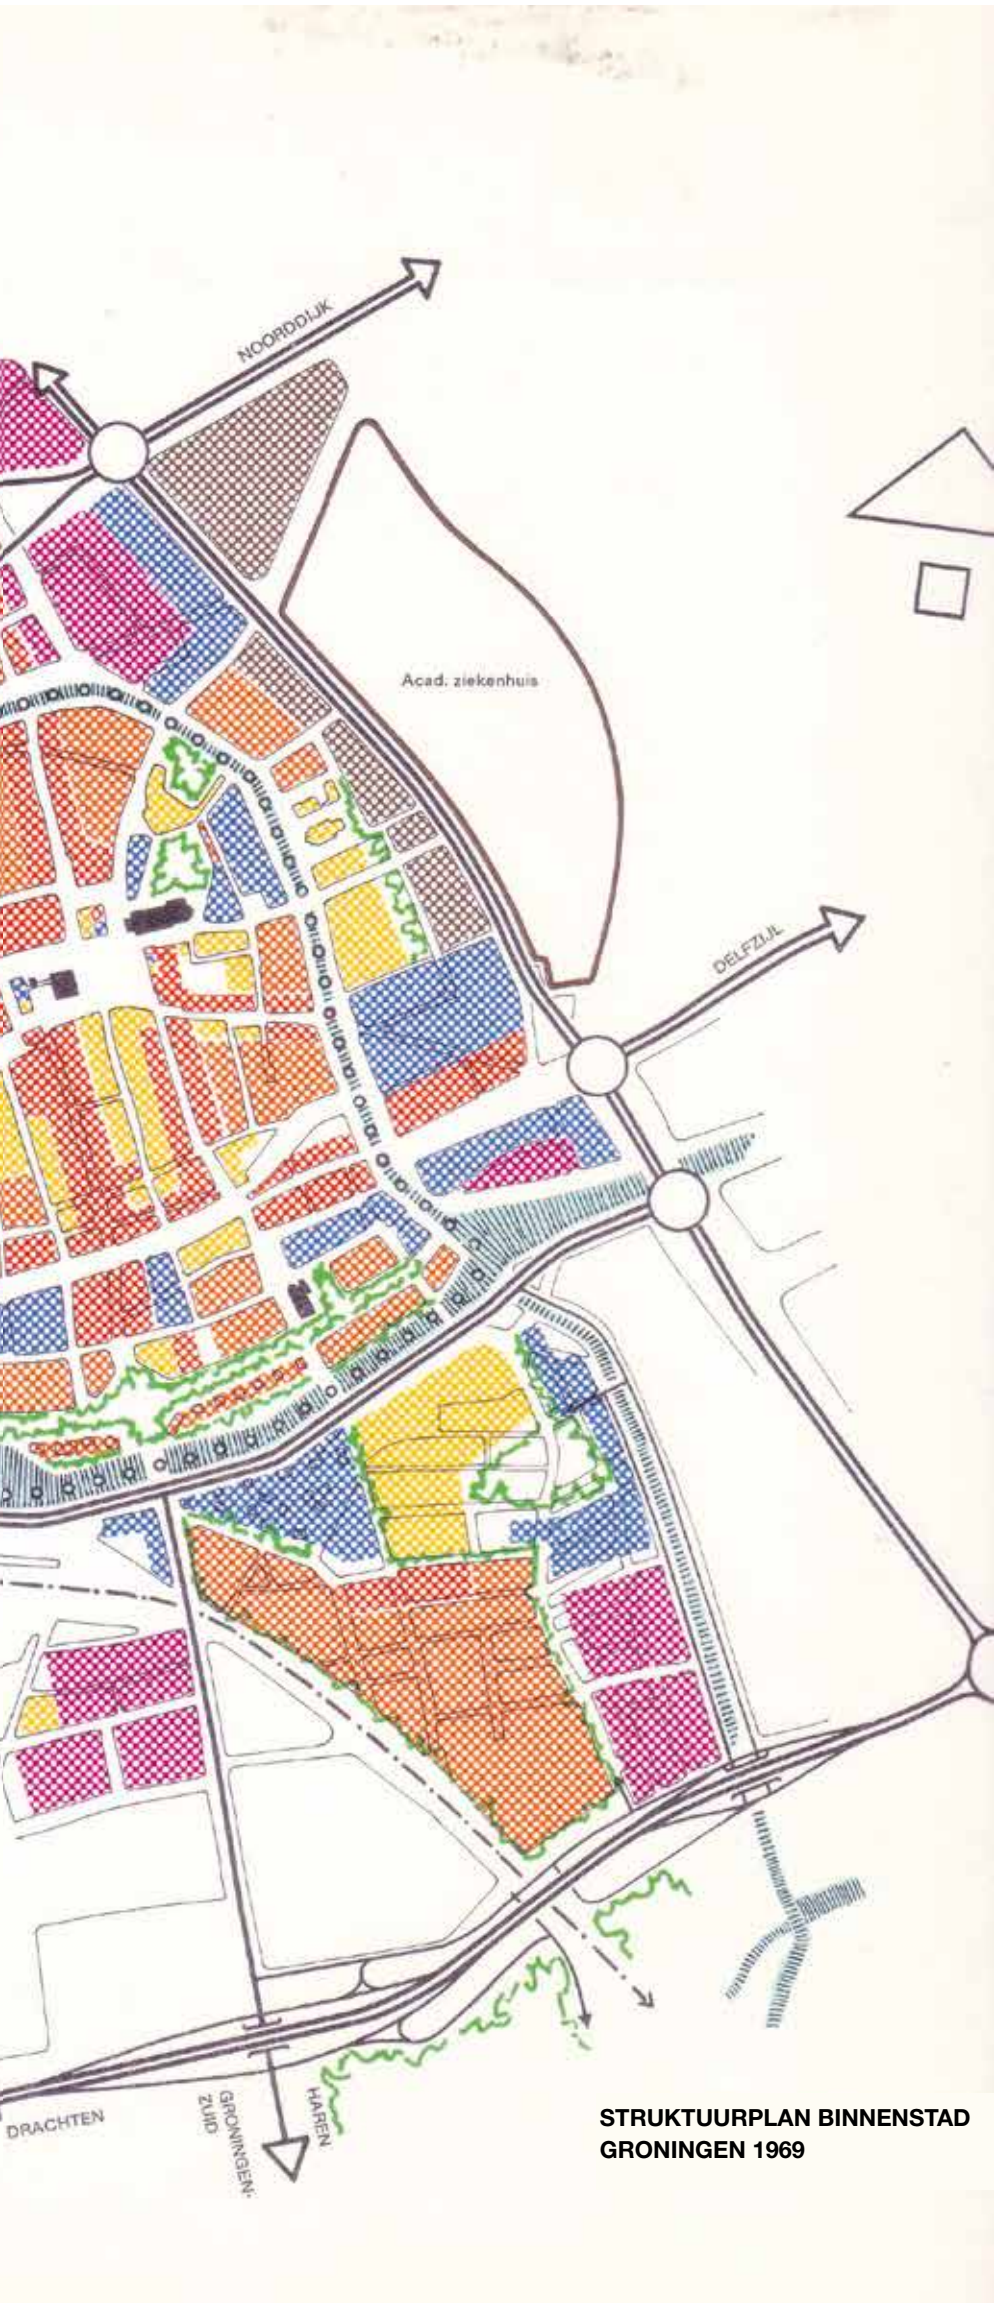 NOORDDIJK
Acad. ziekenhuis
DELFZIJL
DRACHTEN
GRONINGEN-
ZUID
HAREN
STRUKTUURPLAN BINNENSTAD
GRONINGEN 1969